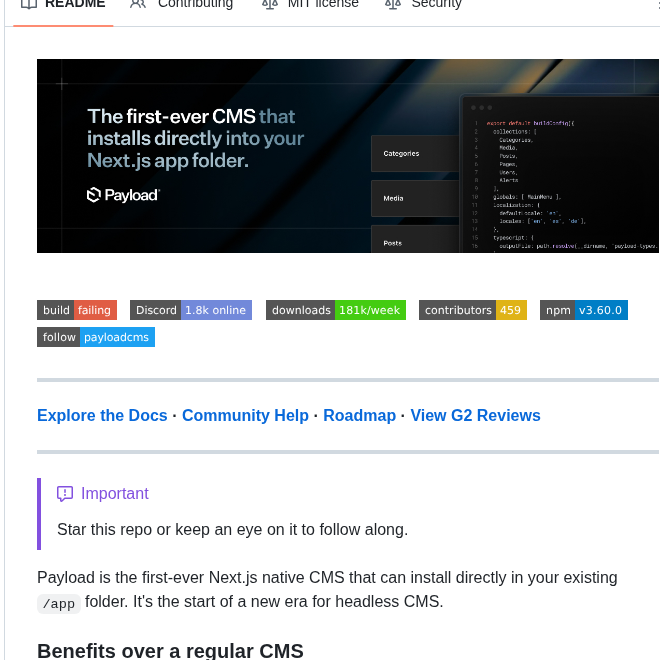 README Contributing MIT license Security
The first-ever CMS that
installs directly into your
Next.js app folder.
Payload
Categories
Media
Posts
1 export default buildConfig({
2 collections: [
3 Categories,
4 Media,
5 Posts,
6 Pages,
7 Users,
8 Alerts
9 ],
10 globals: [ MainMenu ],
11 localization: {
12 defaultLocale: 'en',
13 locales: ['en', 'es', 'de'],
14 },
15 typescript: {
16 outputFile: path.resolve(__dirname, 'payload-types.
build failing Discord 1.8k online downloads 181k/week contributors 459 npm v3.60.0
follow payloadcms
Explore the Docs · Community Help · Roadmap · View G2 Reviews
Important
Star this repo or keep an eye on it to follow along.
Payload is the first-ever Next.js native CMS that can install directly in your existing
/app folder. It's the start of a new era for headless CMS.
Benefits over a regular CMS